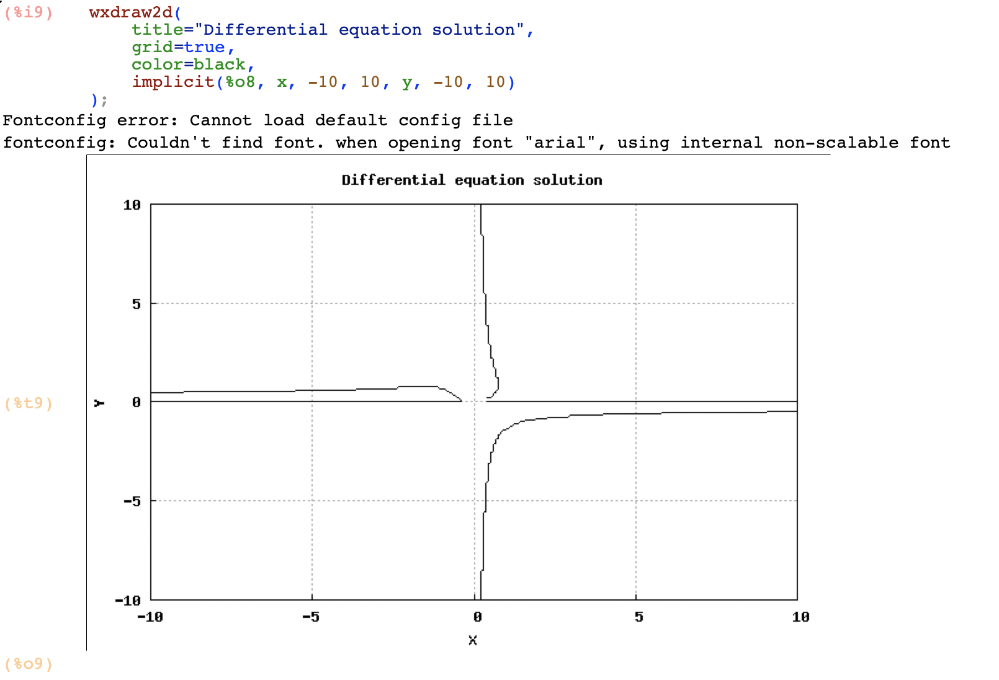 (%i9) wxdraw2d(
title="Differential equation solution",
grid=true,
color=black,
implicit(%o8, x, -10, 10, y, -10, 10)
);
Fontconfig error: Cannot load default config file
fontconfig: Couldn't find font. when opening font "arial", using internal non-scalable font
Differential equation solution
10
5
(%t9) Y 0
-5
-10
-10 -5 0 5 10
X
(%o9)